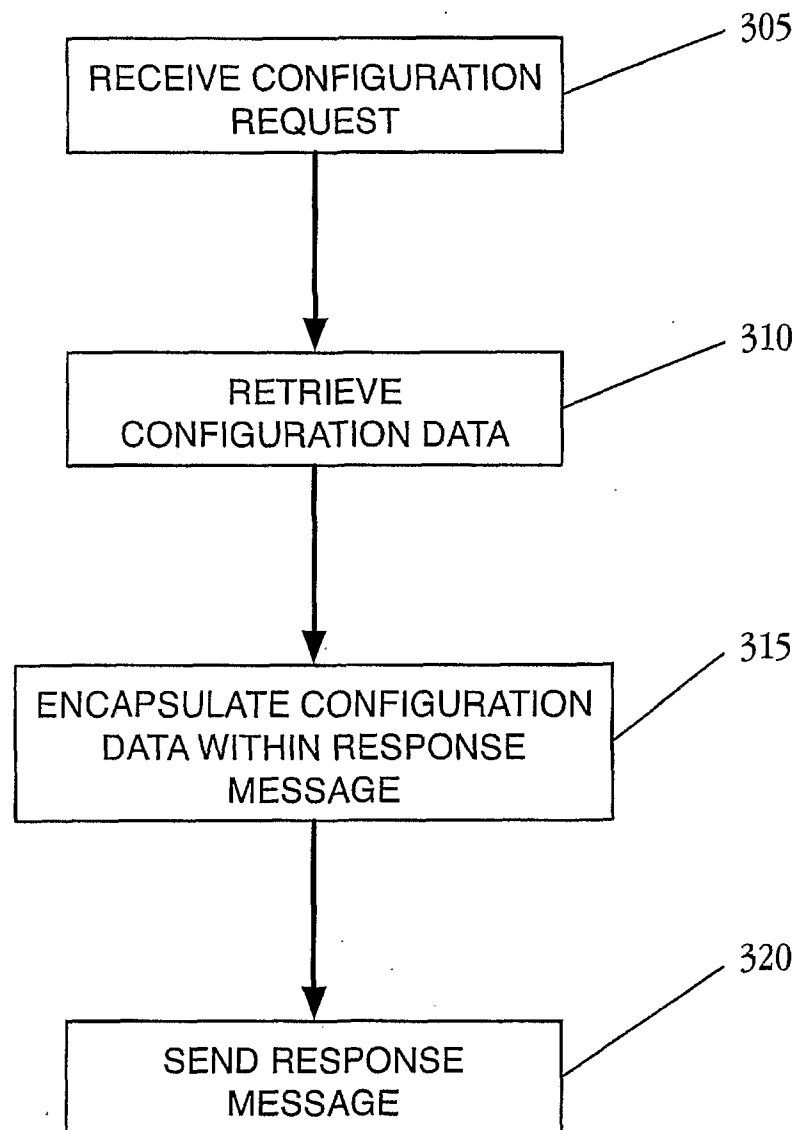 305
RECEIVE CONFIGURATION
REQUEST
310
RETRIEVE
CONFIGURATION DATA
315
ENCAPSULATE CONFIGURATION
DATA WITHIN RESPONSE
MESSAGE
320
SEND RESPONSE
MESSAGE